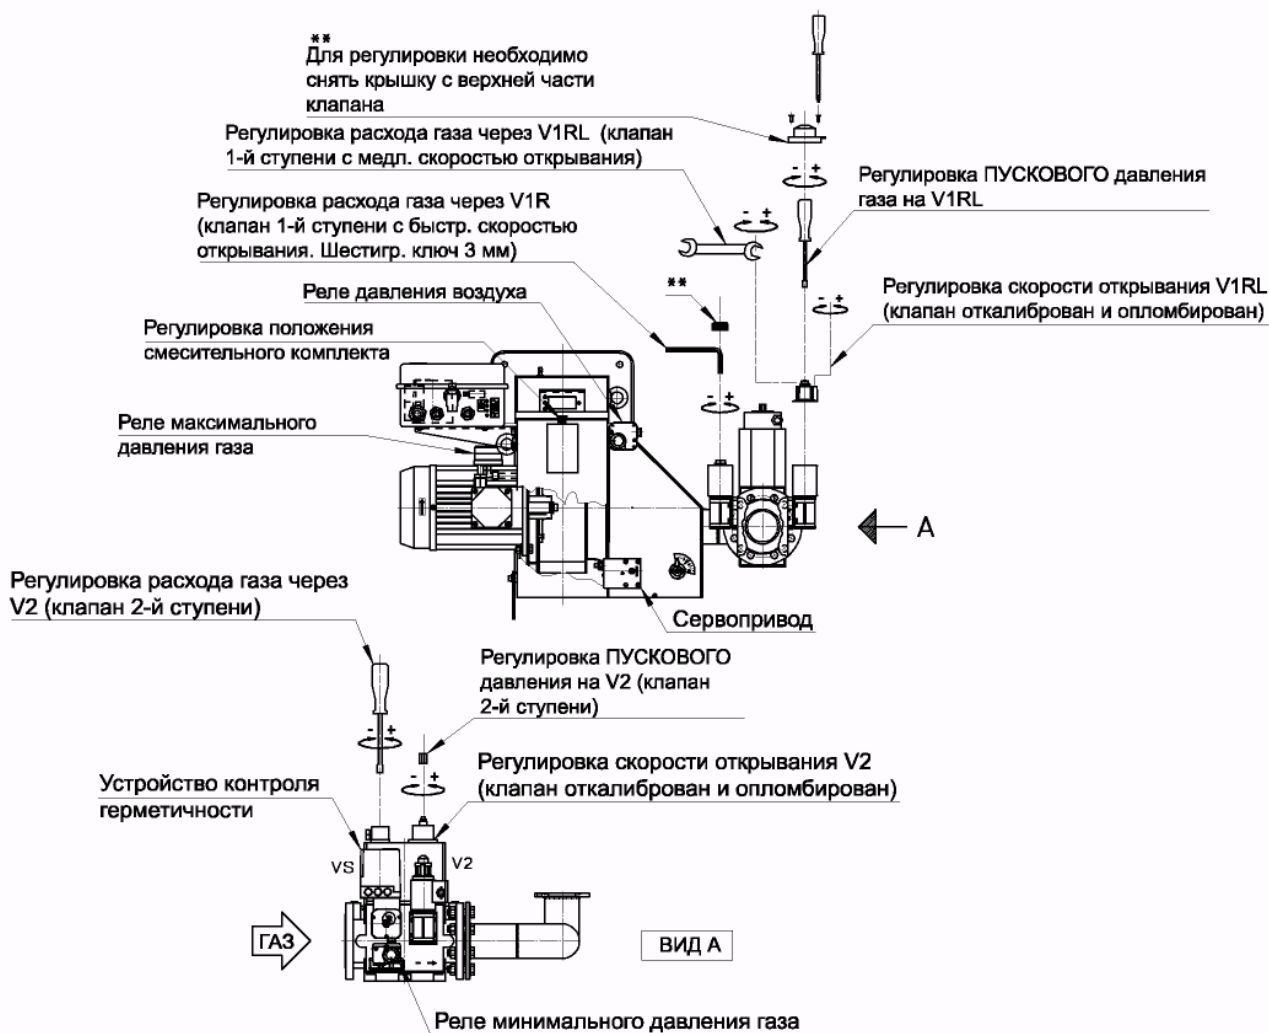 **
Для регулировки необходимо
снять крышку с верхней части
клапана
Регулировка расхода газа через V1RL (клапан
1-й ступени с медл. скоростью открывания)
Регулировка ПУСКОВОГО давления
газа на V1RL
Регулировка расхода газа через V1R
(клапан 1-й ступени с быстр. скоростью
открывания. Шестигр. ключ 3 мм)
**
Реле давления воздуха
Регулировка скорости открывания V1RL
(клапан откалиброван и опломбирован)
Регулировка положения
смесительного комплекта
Реле максимального
давления газа
A
Регулировка расхода газа через
V2 (клапан 2-й ступени)
Сервопривод
Регулировка ПУСКОВОГО
давления на V2 (клапан
2-й ступени)
Регулировка скорости открывания V2
(клапан откалиброван и опломбирован)
Устройство контроля
герметичности
VS
V2
ГАЗ
ВИД А
Реле минимального давления газа
- +
- +
- +
- +
- +
- +